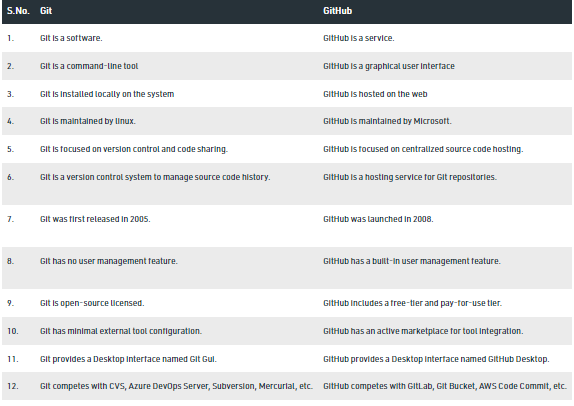 S.No. Git GitHub
1. Git is a software. GitHub is a service.
2. Git is a command-line tool GitHub is a graphical user interface
3. Git is installed locally on the system GitHub is hosted on the web
4. Git is maintained by linux. GitHub is maintained by Microsoft.
5. Git is focused on version control and code sharing. GitHub is focused on centralized source code hosting.
6. Git is a version control system to manage source code history. GitHub is a hosting service for Git repositories.
7. Git was first released in 2005. GitHub was launched in 2008.
8. Git has no user management feature. GitHub has a built-in user management feature.
9. Git is open-source licensed. GitHub includes a free-tier and pay-for-use tier.
10. Git has minimal external tool configuration. GitHub has an active marketplace for tool integration.
11. Git provides a Desktop interface named Git Gui. GitHub provides a Desktop interface named GitHub Desktop.
12. Git competes with CVS, Azure DevOps Server, Subversion, Mercurial, etc. GitHub competes with GitLab, Git Bucket, AWS Code Commit, etc.